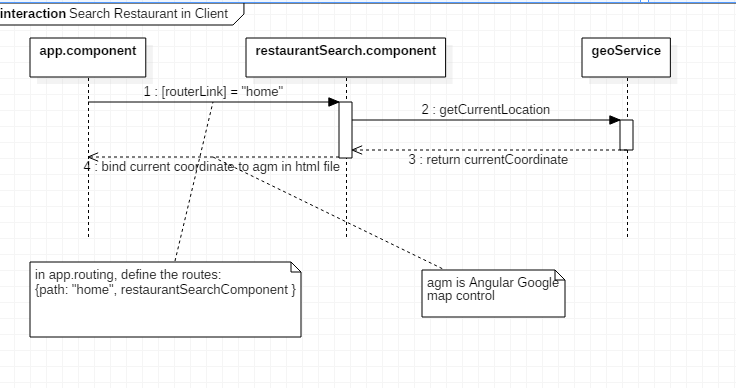 interaction Search Restaurant in Client
app.component
restaurantSearch.component
geoService
1 : [routerLink] = "home"
2 : getCurrentLocation
3 : return currentCoordinate
4 : bind current coordinate to agm in html file
in app.routing, define the routes:
{path: "home", restaurantSearchComponent }
agm is Angular Google
map control